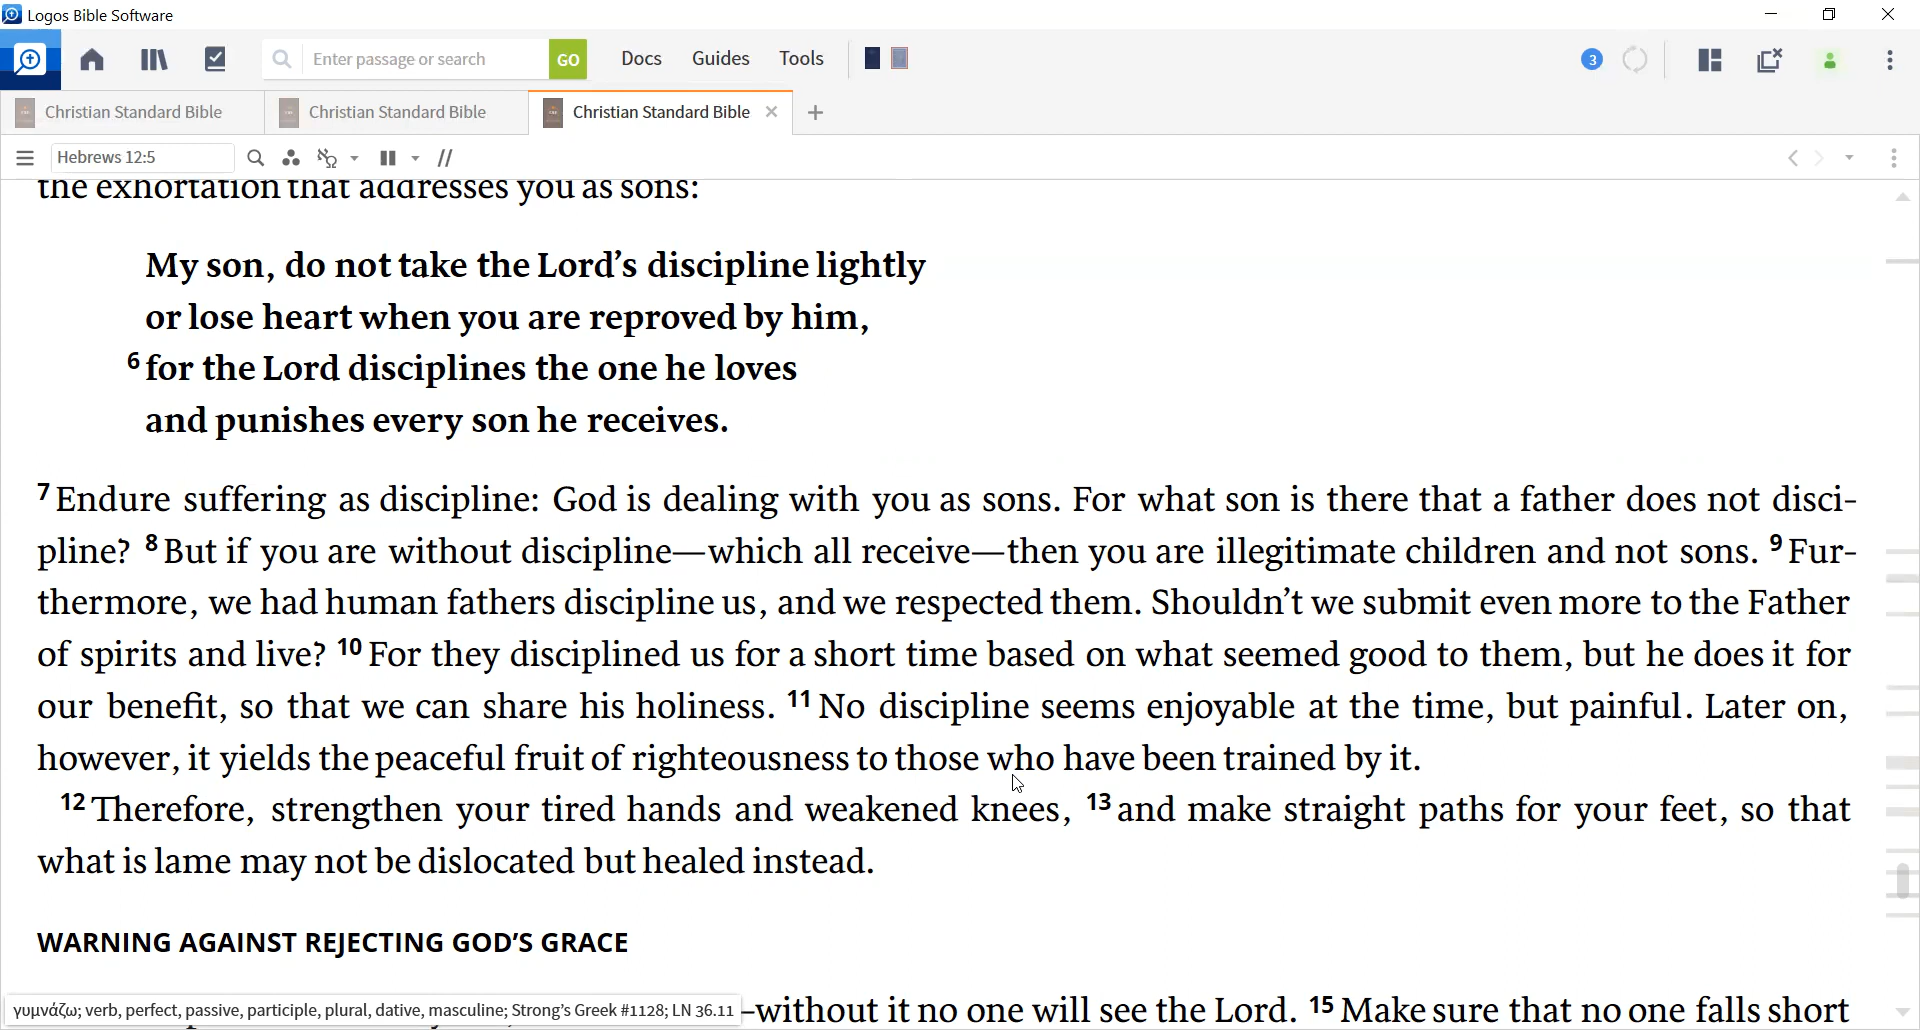 Logos Bible Software
Enter passage or search GO Docs Guides Tools 3
Christian Standard Bible Christian Standard Bible Christian Standard Bible
Hebrews 12:5
the exhortation that addresses you as sons:
My son, do not take the Lord’s discipline lightly
or lose heart when you are reproved by him,
6 for the Lord disciplines the one he loves
and punishes every son he receives.
7 Endure suffering as discipline: God is dealing with you as sons. For what son is there that a father does not disci-
pline? 8 But if you are without discipline—which all receive—then you are illegitimate children and not sons. 9 Fur-
thermore, we had human fathers discipline us, and we respected them. Shouldn’t we submit even more to the Father
of spirits and live? 10 For they disciplined us for a short time based on what seemed good to them, but he does it for
our benefit, so that we can share his holiness. 11 No discipline seems enjoyable at the time, but painful. Later on,
however, it yields the peaceful fruit of righteousness to those who have been trained by it.
12 Therefore, strengthen your tired hands and weakened knees, 13 and make straight paths for your feet, so that
what is lame may not be dislocated but healed instead.
WARNING AGAINST REJECTING GOD’S GRACE
γυμνάζω; verb, perfect, passive, participle, plural, dative, masculine; Strong’s Greek #1128; LN 36.11
—without it no one will see the Lord. 15 Make sure that no one falls short